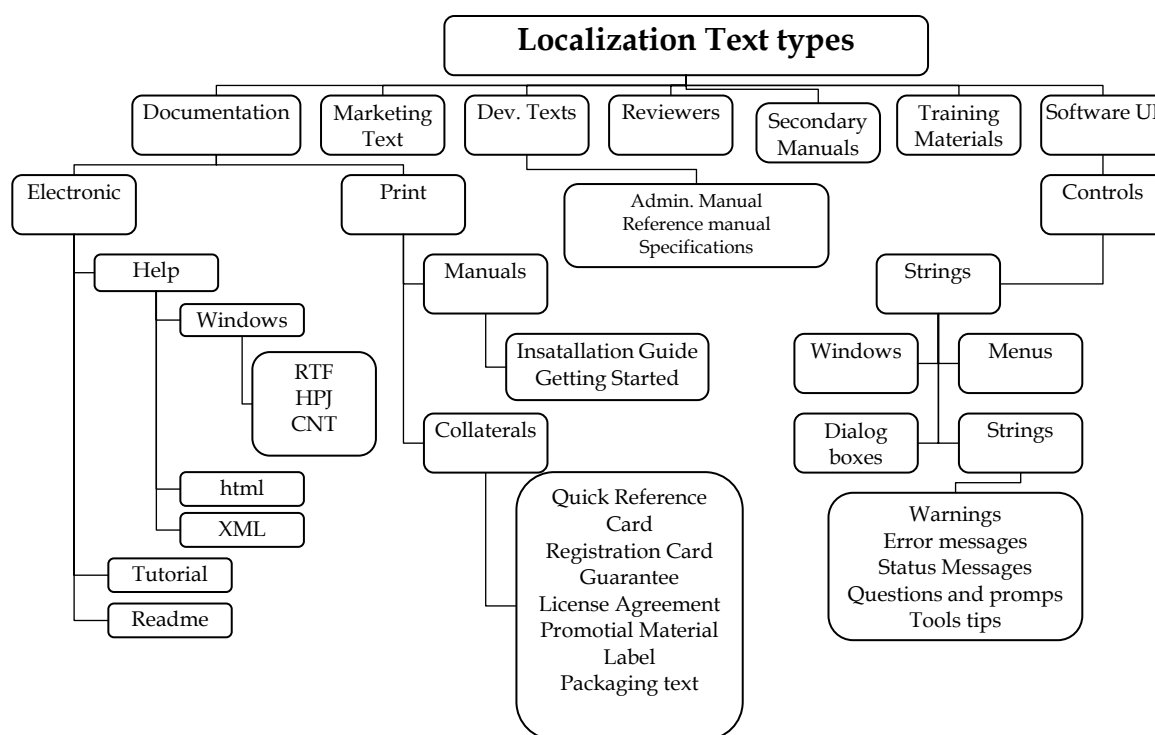 Localization Text types
Documentation
Marketing
Text
Dev. Texts
Reviewers
Secondary
Manuals
Training
Materials
Software UI
Electronic
Print
Admin. Manual
Reference manual
Specifications
Controls
Help
Manuals
Strings
Windows
Insatallation Guide
Getting Started
Windows
Menus
RTF
HPJ
CNT
Collaterals
Dialog
boxes
Strings
html
XML
Quick Reference
Card
Registration Card
Guarantee
License Agreement
Promotial Material
Label
Packaging text
Warnings
Error messages
Status Messages
Questions and promps
Tools tips
Tutorial
Readme